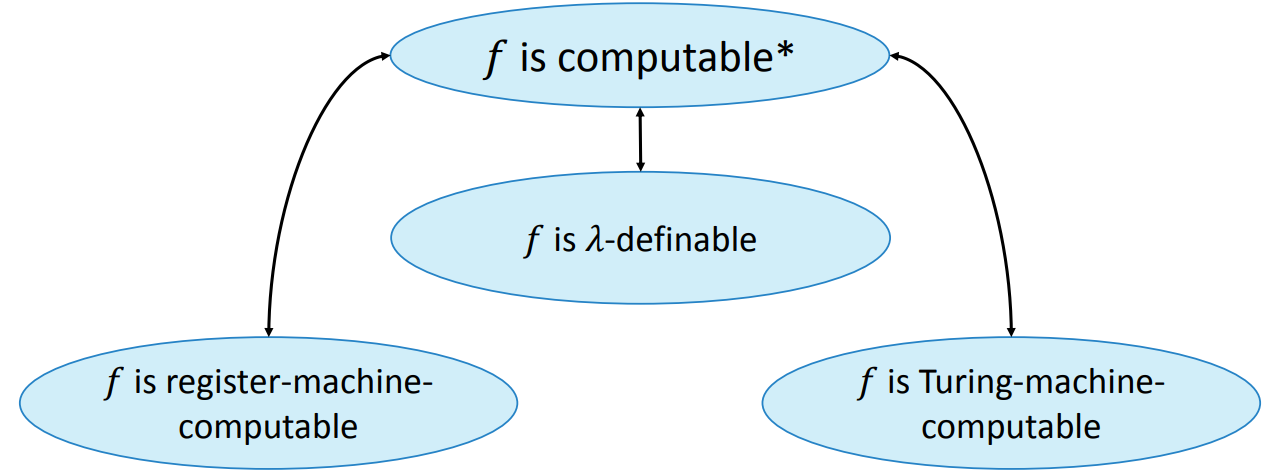 𝑓 is computable*
𝑓 is 𝜆-definable
𝑓 is register-machine-
computable
𝑓 is Turing-machine-
computable